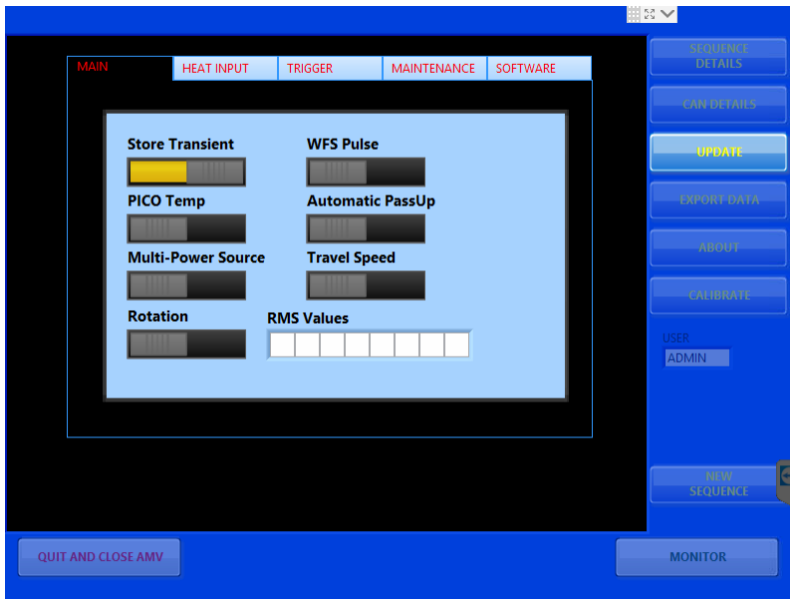 MAIN
HEAT INPUT
TRIGGER
MAINTENANCE
SOFTWARE
Store Transient
WFS Pulse
PICO Temp
Automatic PassUp
Multi-Power Source
Travel Speed
Rotation
RMS Values
SEQUENCE
DETAILS
CAN DETAILS
UPDATE
EXPORT DATA
ABOUT
CALIBRATE
USER
ADMIN
NEW
SEQUENCE
QUIT AND CLOSE AMV
MONITOR